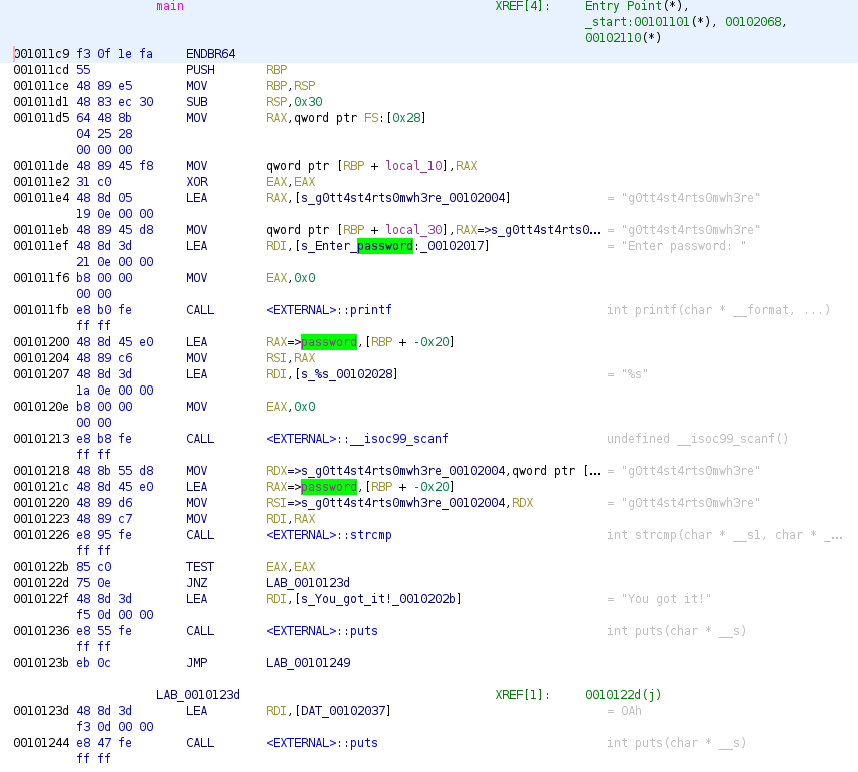 main XREF[4]: Entry Point(*),
_start:00101101(*), 00102068,
00102110(*)
001011c9 f3 0f 1e fa ENDBR64
001011cd 55 PUSH RBP
001011ce 48 89 e5 MOV RBP,RSP
001011d1 48 83 ec 30 SUB RSP,0x30
001011d5 64 48 8b MOV RAX,qword ptr FS:[0x28]
04 25 28
00 00 00
001011de 48 89 45 f8 MOV qword ptr [RBP + local_10],RAX
001011e2 31 c0 XOR EAX,EAX
001011e4 48 8d 05 LEA RAX,[s_g0tt4st4rts0mwh3re_00102004] = "g0tt4st4rts0mwh3re"
19 0e 00 00
001011eb 48 89 45 d8 MOV qword ptr [RBP + local_30],RAX=>s_g0tt4st4rts0... = "g0tt4st4rts0mwh3re"
001011ef 48 8d 3d LEA RDI,[s_Enter_password:_00102017] = "Enter password: "
21 0e 00 00
001011f6 b8 00 00 MOV EAX,0x0
00 00
001011fb e8 b0 fe CALL <EXTERNAL>::printf int printf(char * __format, ...)
ff ff
00101200 48 8d 45 e0 LEA RAX=>password,[RBP + -0x20]
00101204 48 89 c6 MOV RSI,RAX
00101207 48 8d 3d LEA RDI,[s_%s_00102028] = "%s"
1a 0e 00 00
0010120e b8 00 00 MOV EAX,0x0
00 00
00101213 e8 b8 fe CALL <EXTERNAL>::__isoc99_scanf undefined __isoc99_scanf()
ff ff
00101218 48 8b 55 d8 MOV RDX=>s_g0tt4st4rts0mwh3re_00102004,qword ptr [... = "g0tt4st4rts0mwh3re"
0010121c 48 8d 45 e0 LEA RAX=>password,[RBP + -0x20]
00101220 48 89 d6 MOV RSI=>s_g0tt4st4rts0mwh3re_00102004,RDX = "g0tt4st4rts0mwh3re"
00101223 48 89 c7 MOV RDI,RAX
00101226 e8 95 fe CALL <EXTERNAL>::strcmp int strcmp(char * __s1, char * _...
ff ff
0010122b 85 c0 TEST EAX,EAX
0010122d 75 0e JNZ LAB_0010123d
0010122f 48 8d 3d LEA RDI,[s_You_got_it!_0010202b] = "You got it!"
f5 0d 00 00
00101236 e8 55 fe CALL <EXTERNAL>::puts int puts(char * __s)
ff ff
0010123b eb 0c JMP LAB_00101249
LAB_0010123d XREF[1]: 0010122d(j)
0010123d 48 8d 3d LEA RDI,[DAT_00102037] = 0Ah
f3 0d 00 00
00101244 e8 47 fe CALL <EXTERNAL>::puts int puts(char * __s)
ff ff